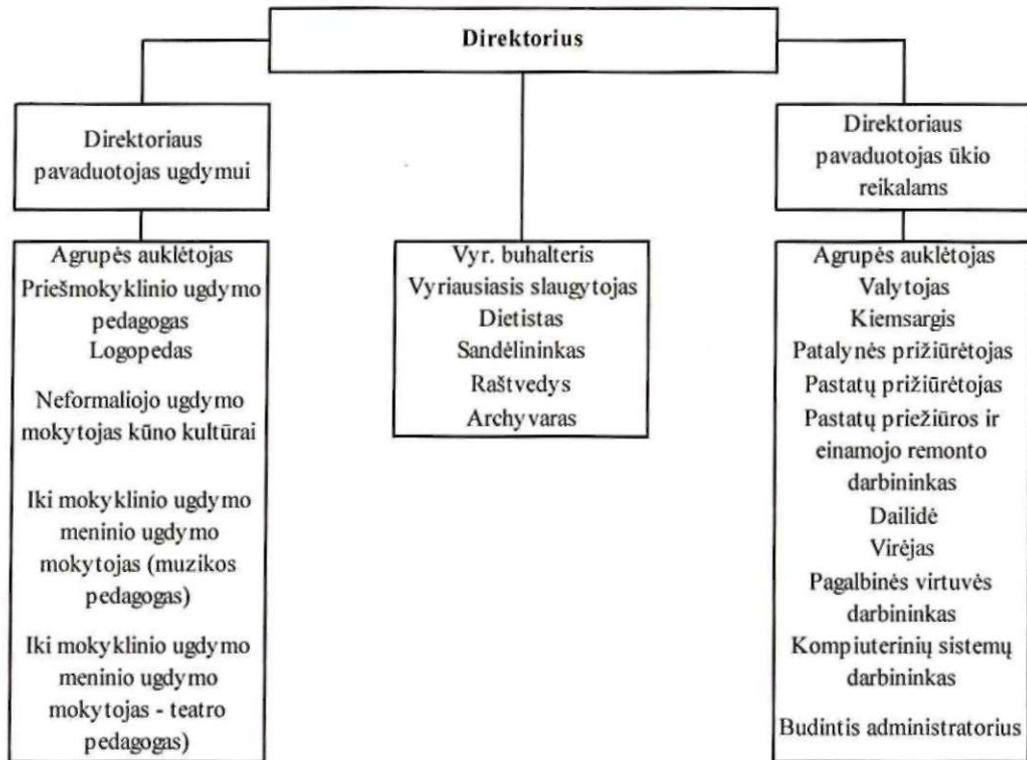 Direktorius
Direktoriaus
pavaduotojas ugdymui
Direktoriaus
pavaduotojas ūkio
reikalams
Agrupės auklėtojas
Priešmokyklinio ugdymo
pedagogas
Logopedas
Neformaliojo ugdymo
mokytojas kūno kultūrai
Iki mokyklinio ugdymo
meninio ugdymo
mokytojas (muzikos
pedagogas)
Iki mokyklinio ugdymo
meninio ugdymo
mokytojas - teatro
pedagogas)
Vyr. buhalteris
Vyriausiasis slaugytojas
Dietistas
Sandėlininkas
Raštvedys
Archyvaras
Agrupės auklėtojas
Valytojas
Kiemsargis
Patalynės prižiūrėtojas
Pastatų prižiūrėtojas
Pastatų priežiūros ir
einamojo remonto
darbininkas
Dailidė
Virėjas
Pagalbinės virtuvės
darbininkas
Kompiuterinių sistemų
darbininkas
Budintis administratorius